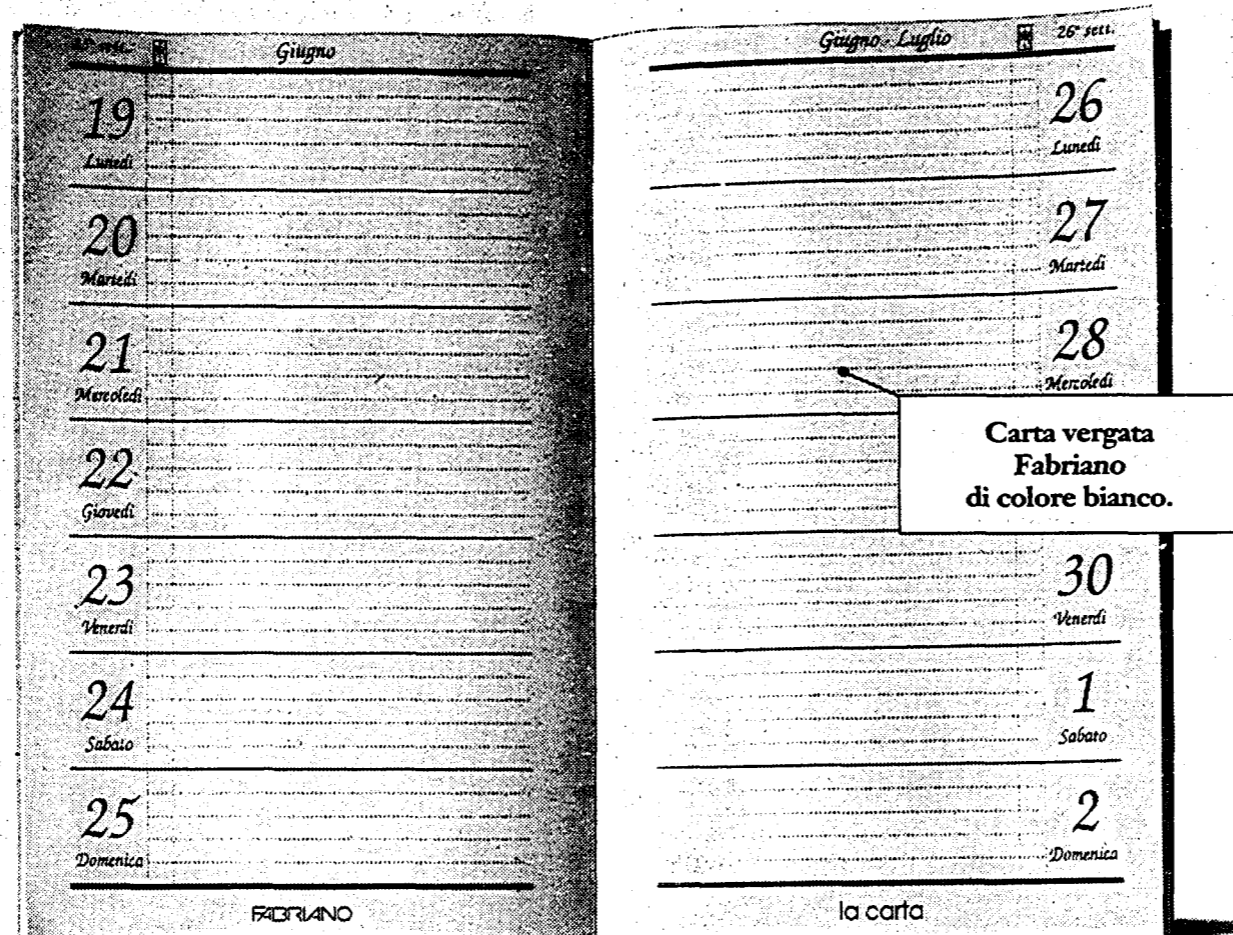 Giugno
19
Lunedì
20
Martedì
21
Mercoledì
22
Giovedì
23
Venerdì
24
Sabato
25
Domenica
FABRIANO
Giugno - Luglio 26ª sett.
26
Lunedì
27
Martedì
28
Mercoledì
Carta vergata
Fabriano
di colore bianco.
30
Venerdì
1
Sabato
2
Domenica
la carta